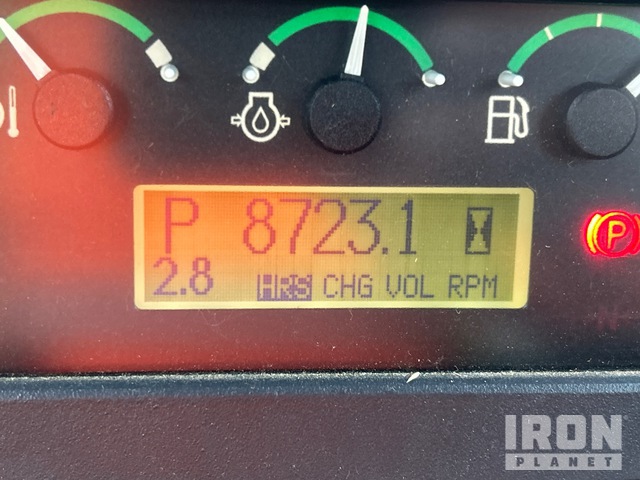 P 8723.1
2.8 HRS CHG VOL RPM
P
IRON
PLANET